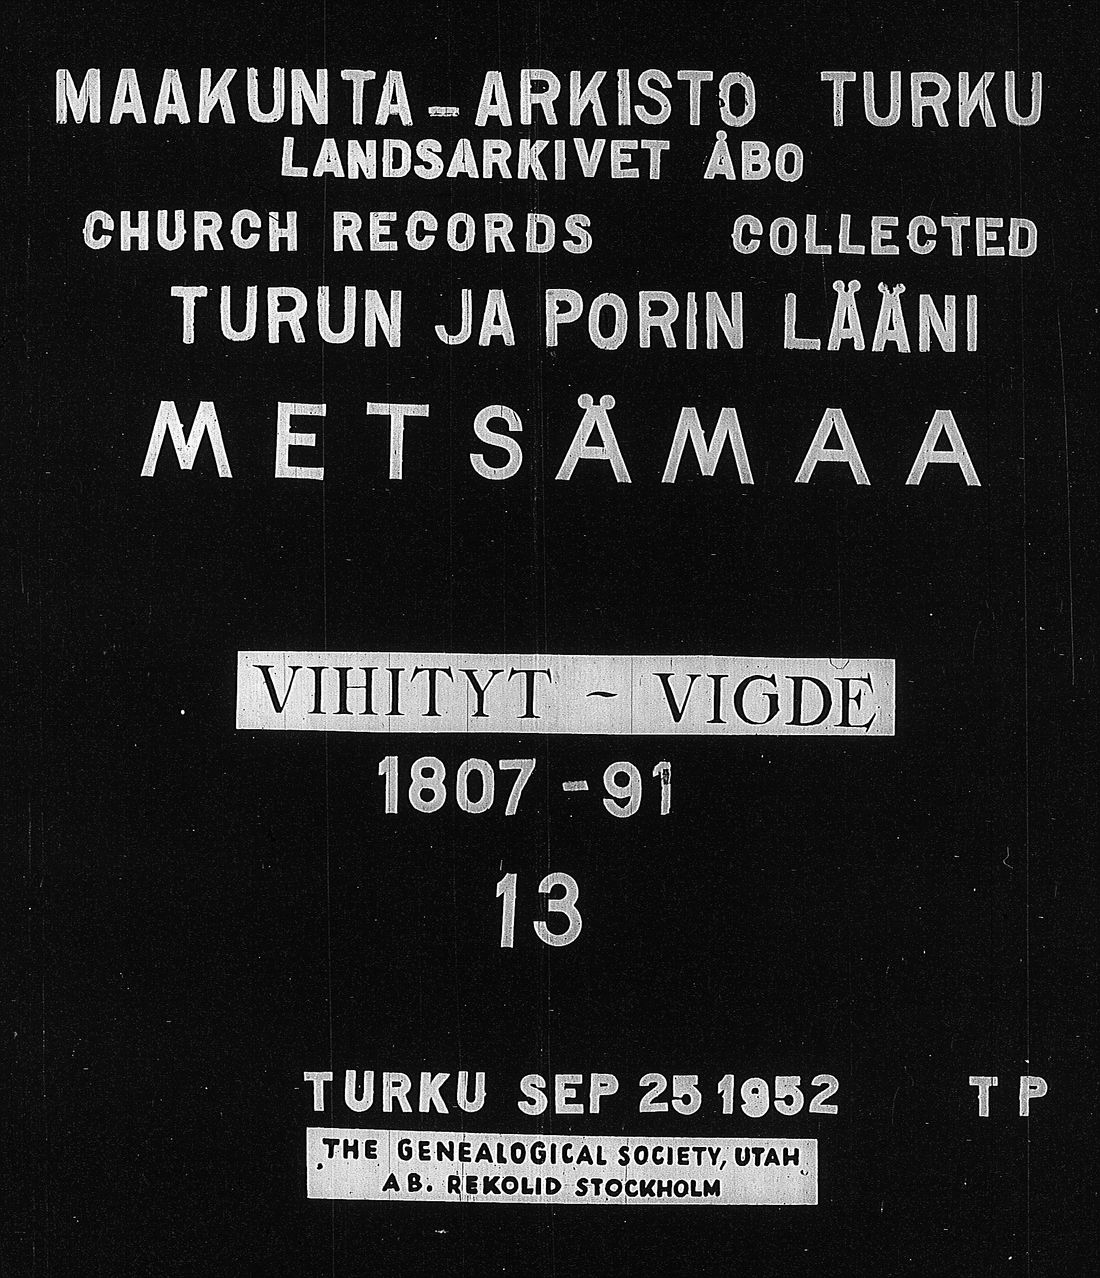 MAAKUNTA-ARKISTO TURKU
LANDSARKIVET ÅBO
CHURCH RECORDS COLLECTED
TURUN JA PORIN LÄÄNI
METSÄMAA
VIHITYT - VIGDE
1807-91
13
TURKU SEP 25 1952 TP
THE GENEALOGICAL SOCIETY, UTAH
AB. REKOLID STOCKHOLM